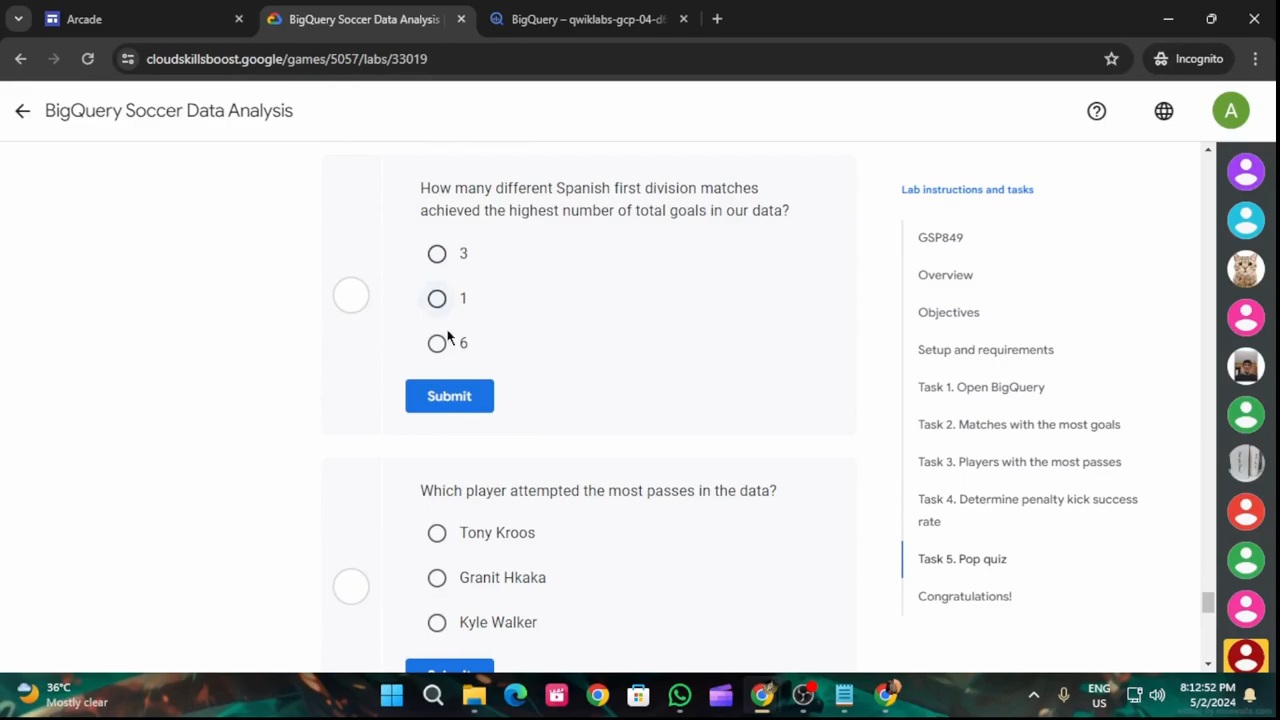 Arcade
BigQuery Soccer Data Analysis
BigQuery – qwiklabs-gcp-04-d
cloudskillsboost.google/games/5057/labs/33019
Incognito
BigQuery Soccer Data Analysis
A
How many different Spanish first division matches
achieved the highest number of total goals in our data?
3
1
6
Submit
Which player attempted the most passes in the data?
Tony Kroos
Granit Hkaka
Kyle Walker
Lab instructions and tasks
GSP849
Overview
Objectives
Setup and requirements
Task 1. Open BigQuery
Task 2. Matches with the most goals
Task 3. Players with the most passes
Task 4. Determine penalty kick success
rate
Task 5. Pop quiz
Congratulations!
36°C
Mostly clear
ENG
US
8:12:52 PM
5/2/2024